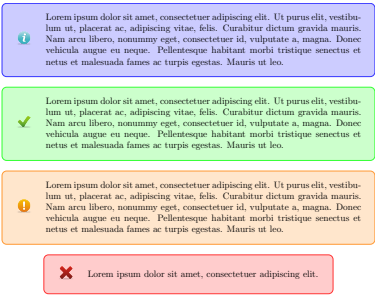 Lorem ipsum dolor sit amet, consectetuer adipiscing elit. Ut purus elit, vestibu-
lum ut, placerat ac, adipiscing vitae, felis. Curabitur dictum gravida mauris.
Nam arcu libero, nonummy eget, consectetuer id, vulputate a, magna. Donec
vehicula augue eu neque. Pellentesque habitant morbi tristique senectus et
netus et malesuada fames ac turpis egestas. Mauris ut leo.
Lorem ipsum dolor sit amet, consectetuer adipiscing elit. Ut purus elit, vestibu-
lum ut, placerat ac, adipiscing vitae, felis. Curabitur dictum gravida mauris.
Nam arcu libero, nonummy eget, consectetuer id, vulputate a, magna. Donec
vehicula augue eu neque. Pellentesque habitant morbi tristique senectus et
netus et malesuada fames ac turpis egestas. Mauris ut leo.
Lorem ipsum dolor sit amet, consectetuer adipiscing elit. Ut purus elit, vestibu-
lum ut, placerat ac, adipiscing vitae, felis. Curabitur dictum gravida mauris.
Nam arcu libero, nonummy eget, consectetuer id, vulputate a, magna. Donec
vehicula augue eu neque. Pellentesque habitant morbi tristique senectus et
netus et malesuada fames ac turpis egestas. Mauris ut leo.
Lorem ipsum dolor sit amet, consectetuer adipiscing elit.